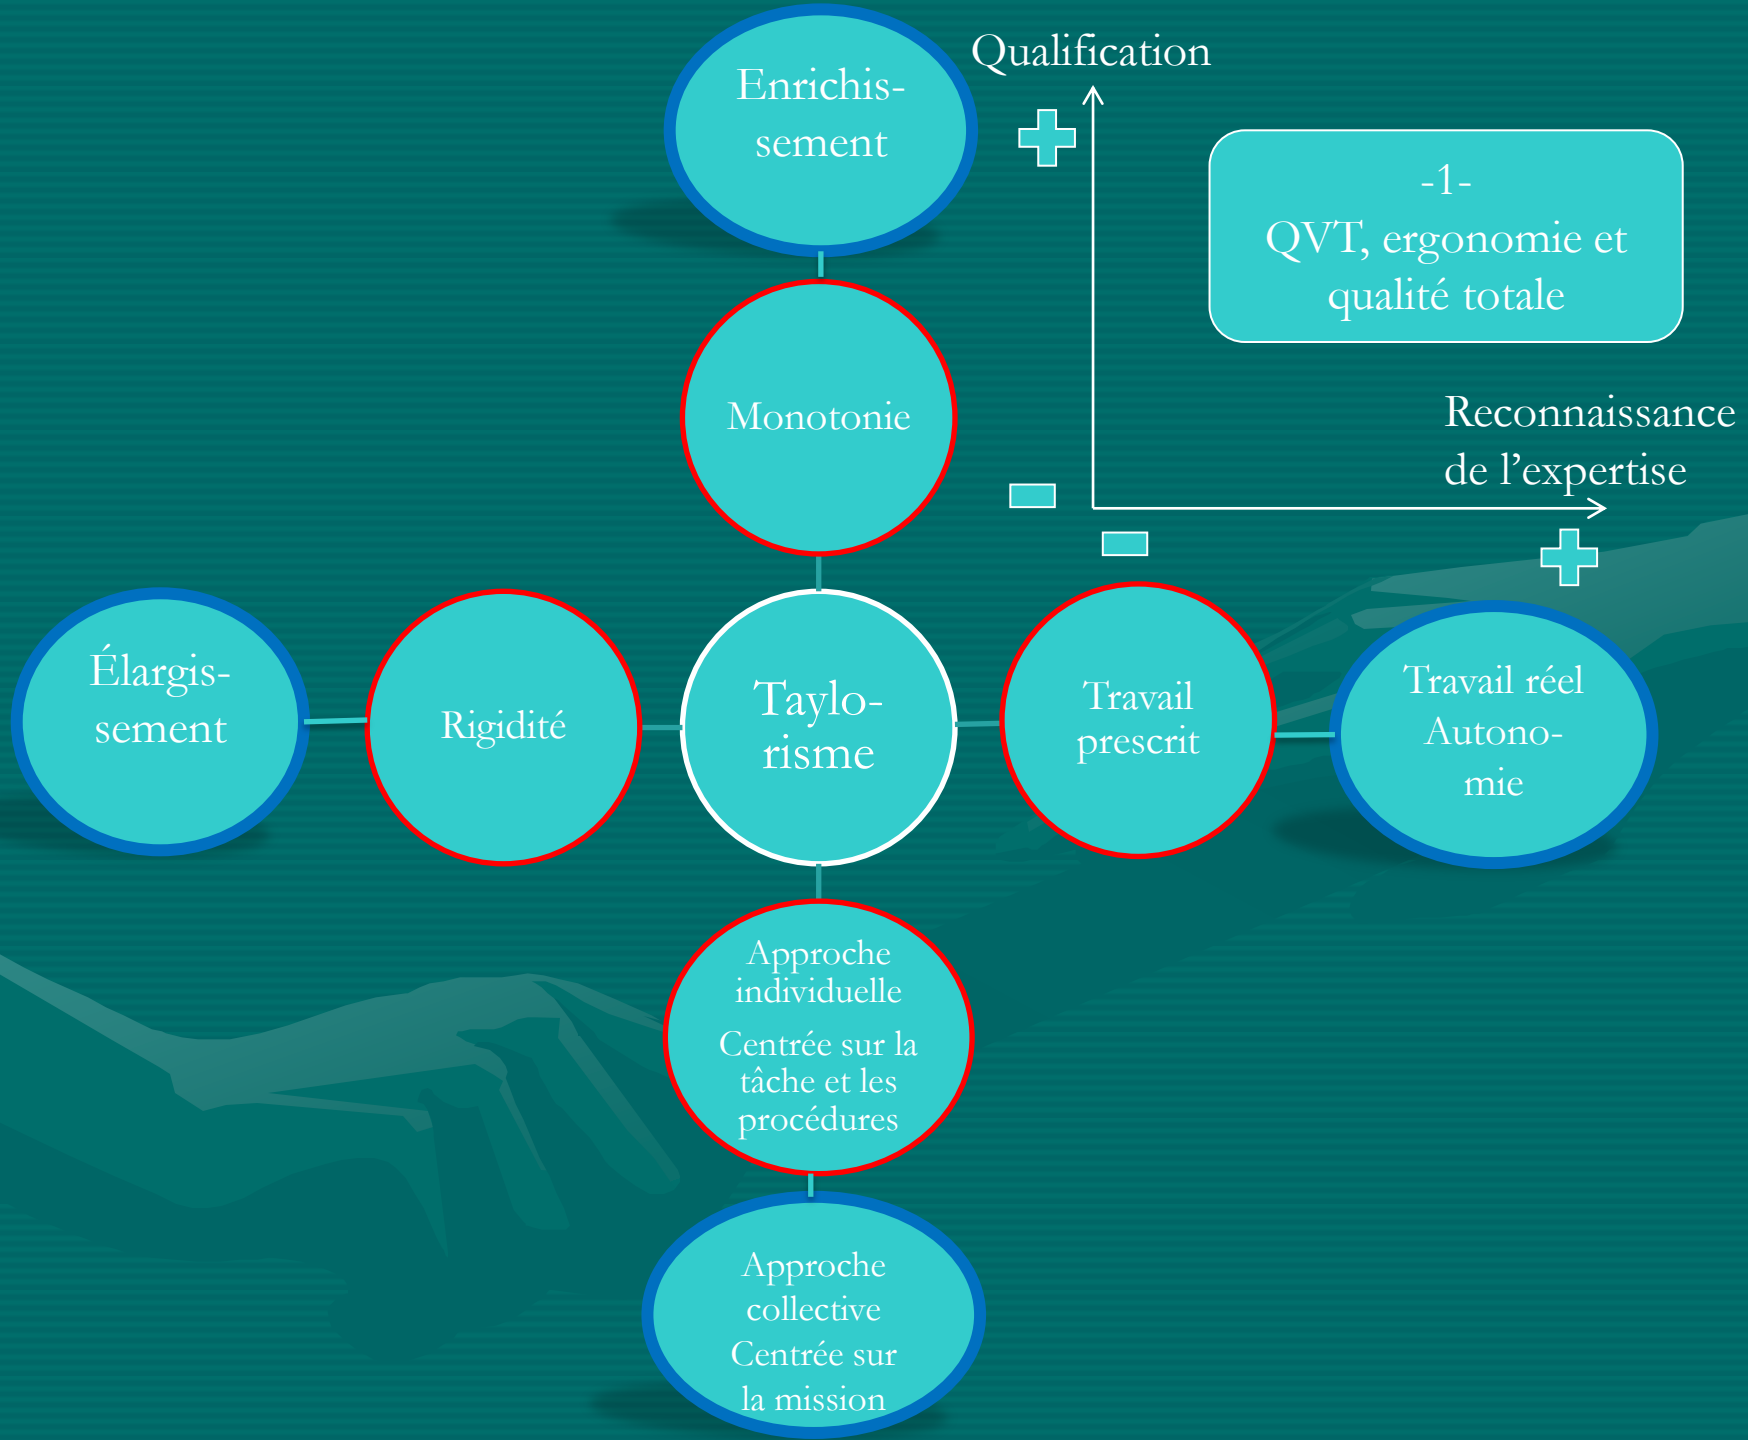 Enrichis-
sement
Qualification
-1-
QVT, ergonomie et
qualité totale
Monotonie
Reconnaissance
de l’expertise
Élargis-
sement
Rigidité
Taylo-
risme
Travail
prescrit
Travail réel
Autono-
mie
Approche
individuelle
Centrée sur la
tâche et les
procédures
Approche
collective
Centrée sur
la mission